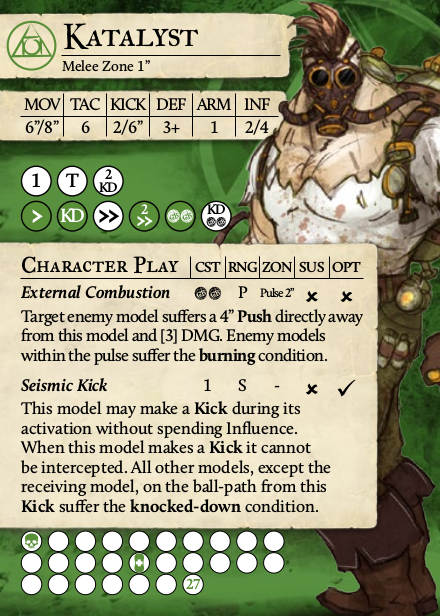 KATALYST
Melee Zone 1”
MOV TAC KICK DEF ARM INF
6”/8” 6 2/6” 3+ 1 2/4
1 T 2 KD
> KD >> 2 >> KD
CHARACTER PLAY CST RNG ZON SUS OPT
External Combustion P Pulse 2” ✗ ✗
Target enemy model suffers a 4” Push directly away
from this model and [3] DMG. Enemy models
within the pulse suffer the burning condition.
Seismic Kick 1 S - ✗ ✓
This model may make a Kick during its
activation without spending Influence.
When this model makes a Kick it cannot
be intercepted. All other models, except the
receiving model, on the ball-path from this
Kick suffer the knocked-down condition.
27